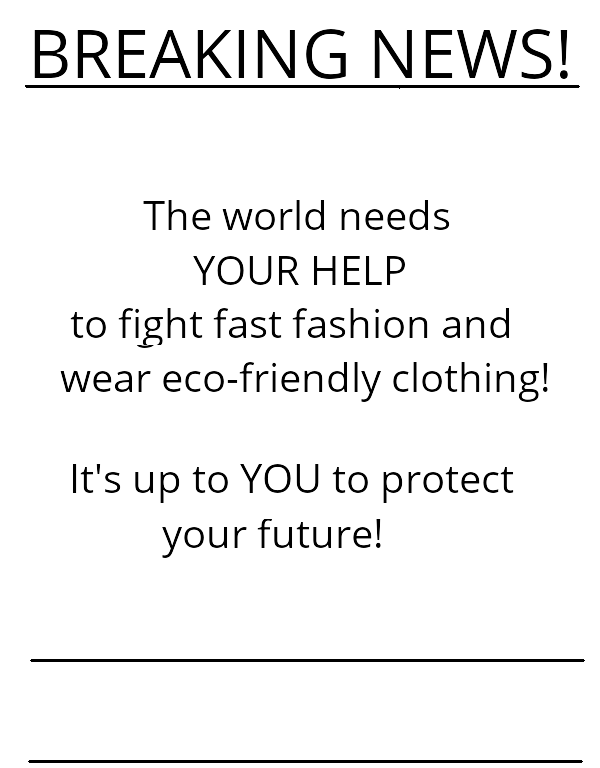 BREAKING NEWS!
The world needs
YOUR HELP
to fight fast fashion and
wear eco-friendly clothing!
It's up to YOU to protect
your future!